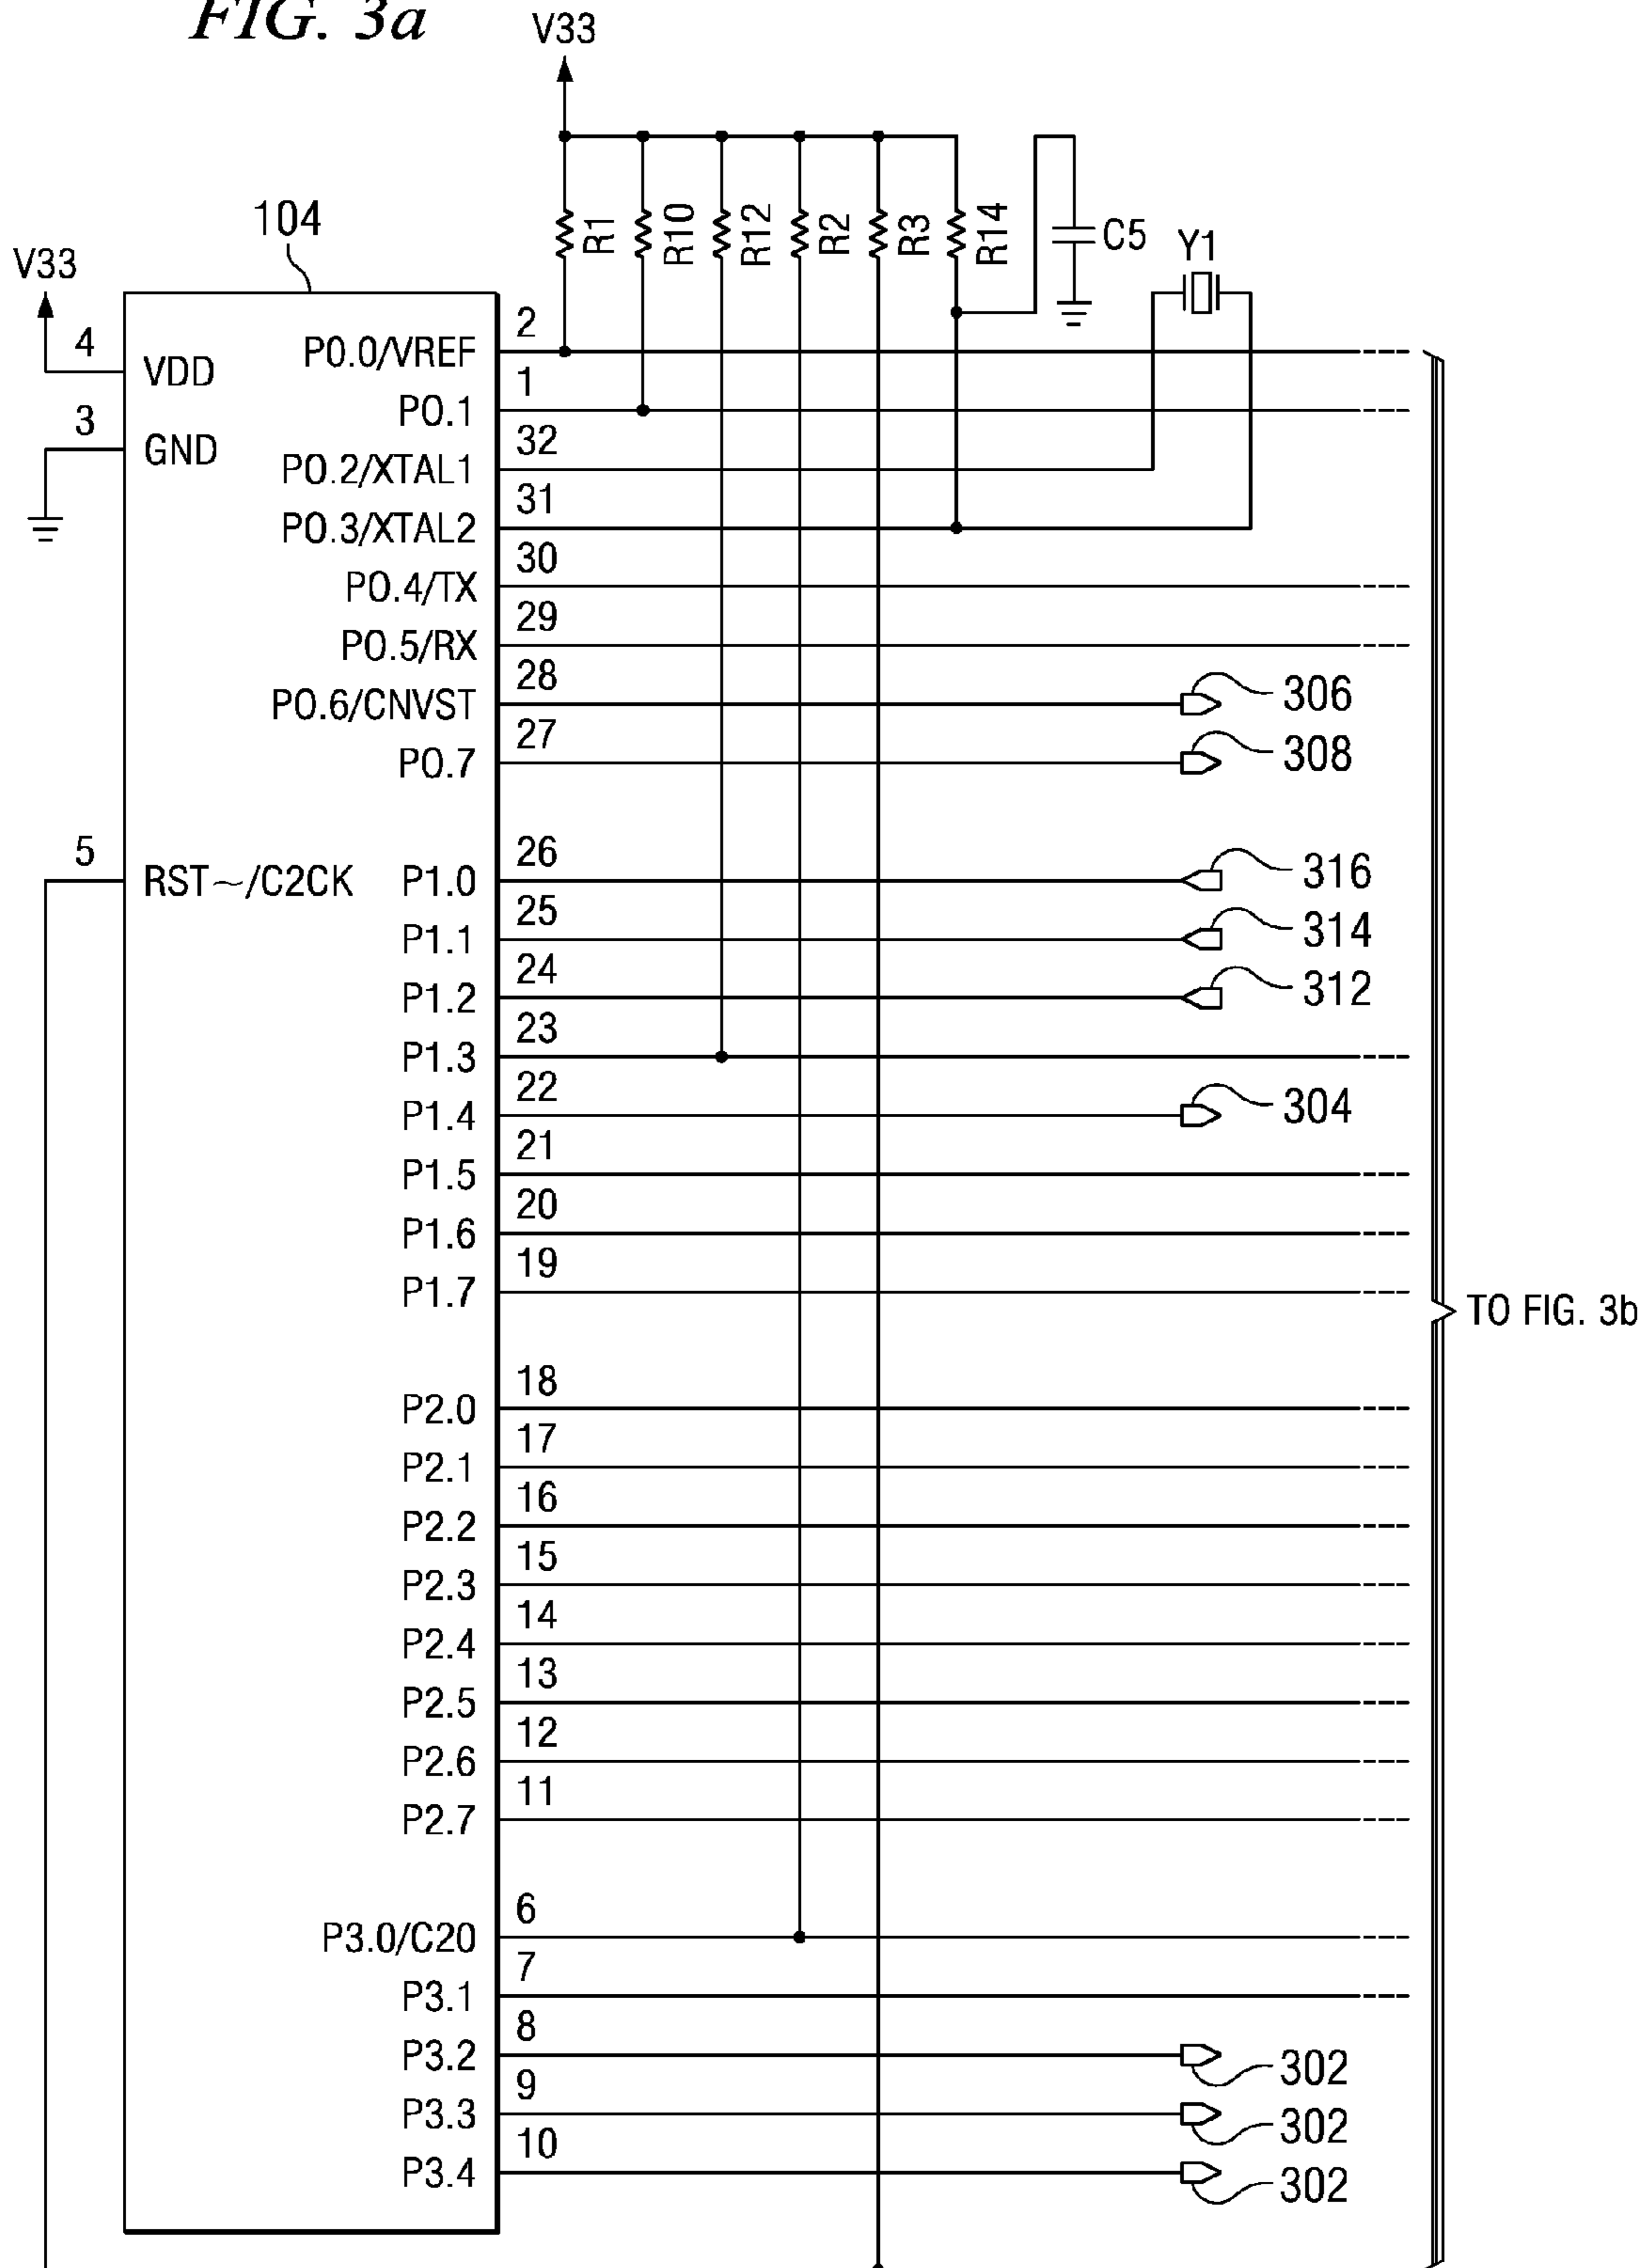 FIG. 3a
V33
R1
R10
R12
R2
R3
R14
C5
Y1
104
V33
4
VDD
3
GND
5
RST~/C2CK
2
P0.0/VREF
1
P0.1
32
P0.2/XTAL1
31
P0.3/XTAL2
30
P0.4/TX
29
P0.5/RX
28
P0.6/CNVST
306
27
P0.7
308
26
P1.0
316
25
P1.1
314
24
P1.2
312
23
P1.3
22
P1.4
304
21
P1.5
20
P1.6
19
P1.7
TO FIG. 3b
18
P2.0
17
P2.1
16
P2.2
15
P2.3
14
P2.4
13
P2.5
12
P2.6
11
P2.7
6
P3.0/C20
7
P3.1
8
P3.2
302
9
P3.3
302
10
P3.4
302